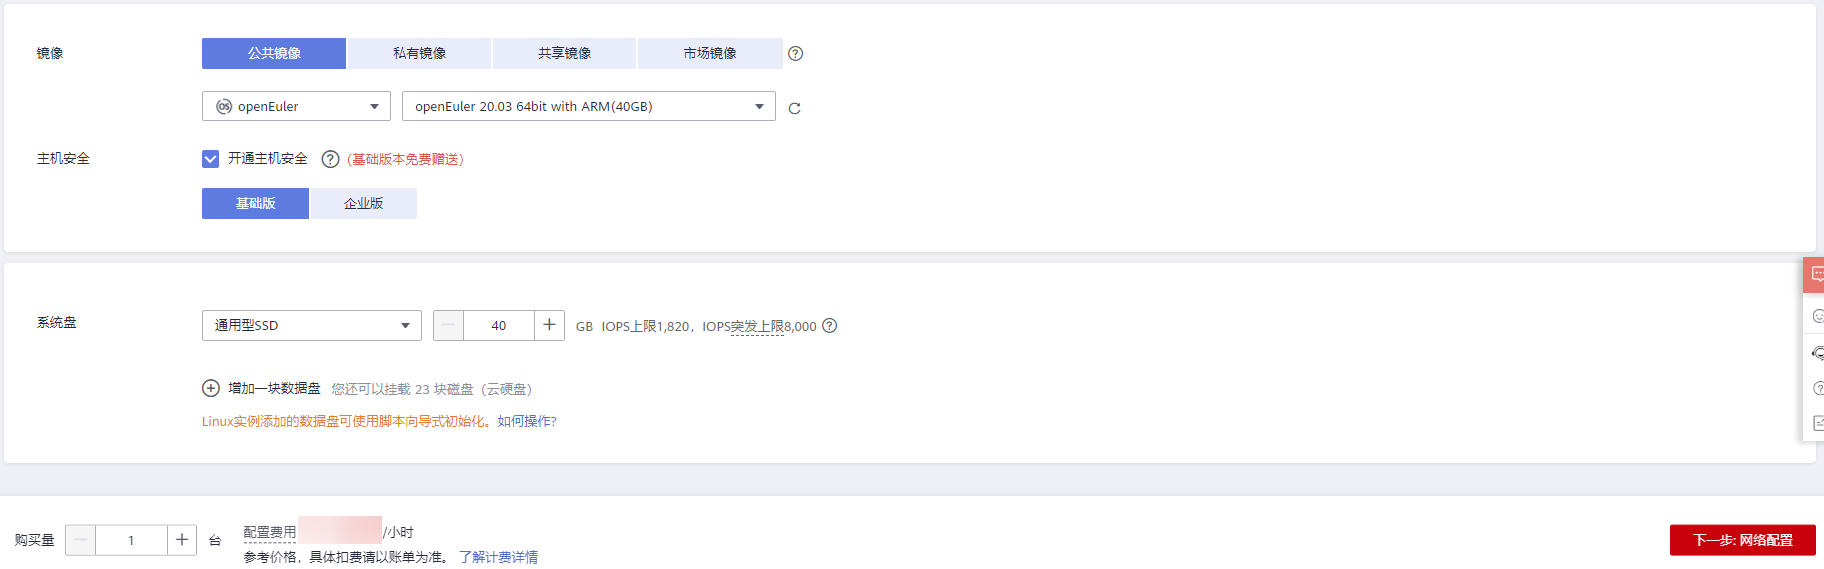 镜像 公共镜像 私有镜像 共享镜像 市场镜像
openEuler openEuler 20.03 64bit with ARM(40GB)
主机安全 开通主机安全 (基础版本免费赠送)
基础版 企业版
系统盘 通用型SSD 40 GB IOPS上限1,820，IOPS突发上限8,000
增加一块数据盘 您还可以挂载 23 块磁盘（云硬盘）
Linux实例添加的数据盘可使用脚本向导式初始化。如何操作?
购买量 1 台 配置费用 /小时 下一步: 网络配置
参考价格，具体扣费请以账单为准。 了解计费详情